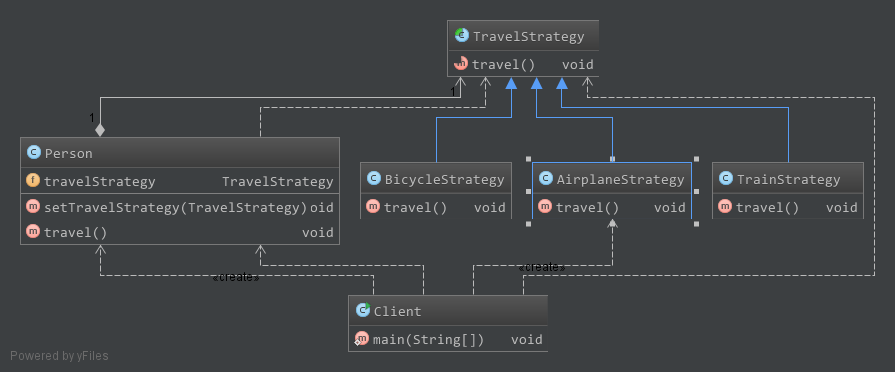 TravelStrategy
travel() void
1
1
Person
travelStrategy TravelStrategy
setTravelStrategy(TravelStrategy) oid
travel() void
BicycleStrategy
travel() void
AirplaneStrategy
travel() void
TrainStrategy
travel() void
«create»
«create»
Client
main(String[]) void
Powered by yFiles